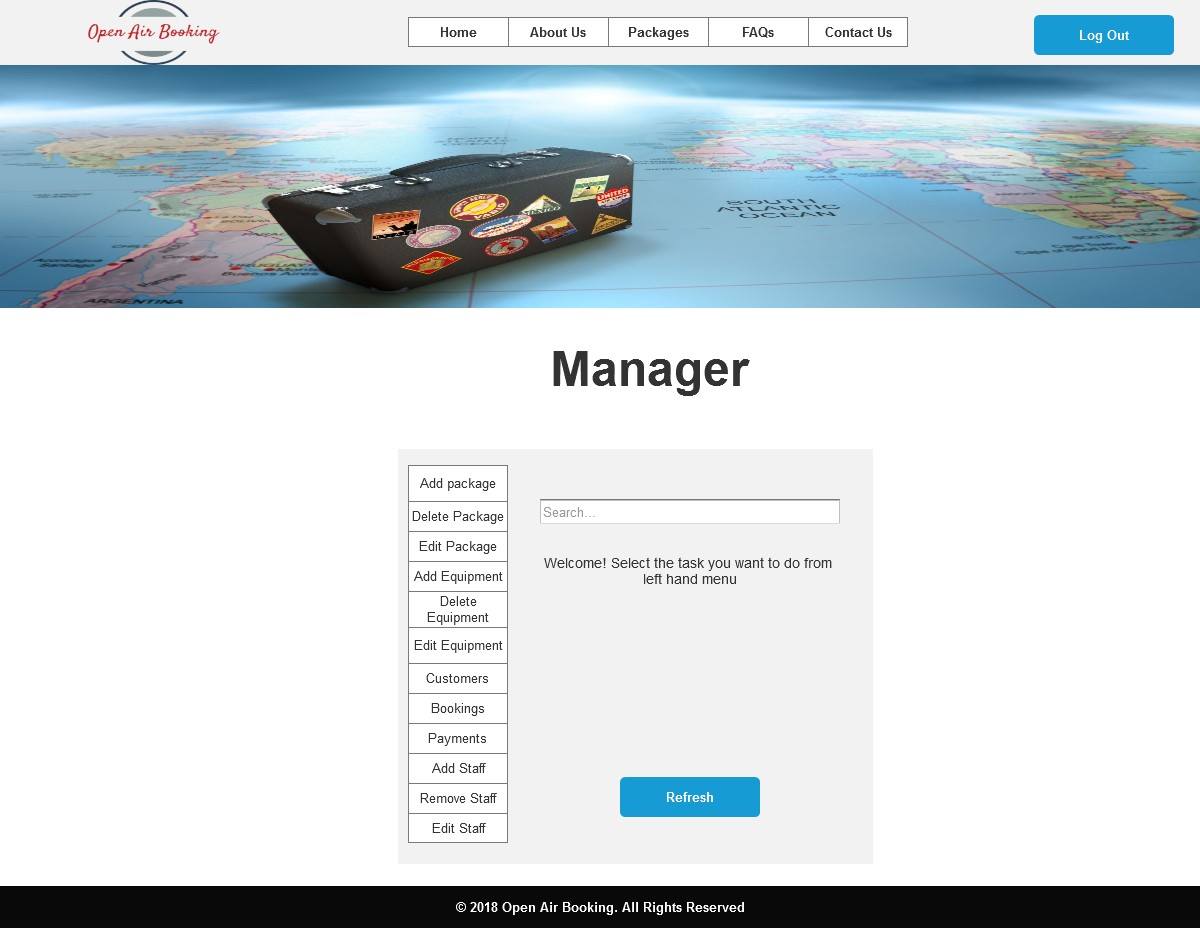 Open Air Booking
Home
About Us
Packages
FAQs
Contact Us
Log Out
MEXICO
UNITED
SOUTH
ATLANTIC
OCEAN
ARGENTINA
Manager
Add package
Delete Package
Edit Package
Add Equipment
Delete
Equipment
Edit Equipment
Customers
Bookings
Payments
Add Staff
Remove Staff
Edit Staff
Search...
Welcome! Select the task you want to do from
left hand menu
Refresh
© 2018 Open Air Booking. All Rights Reserved